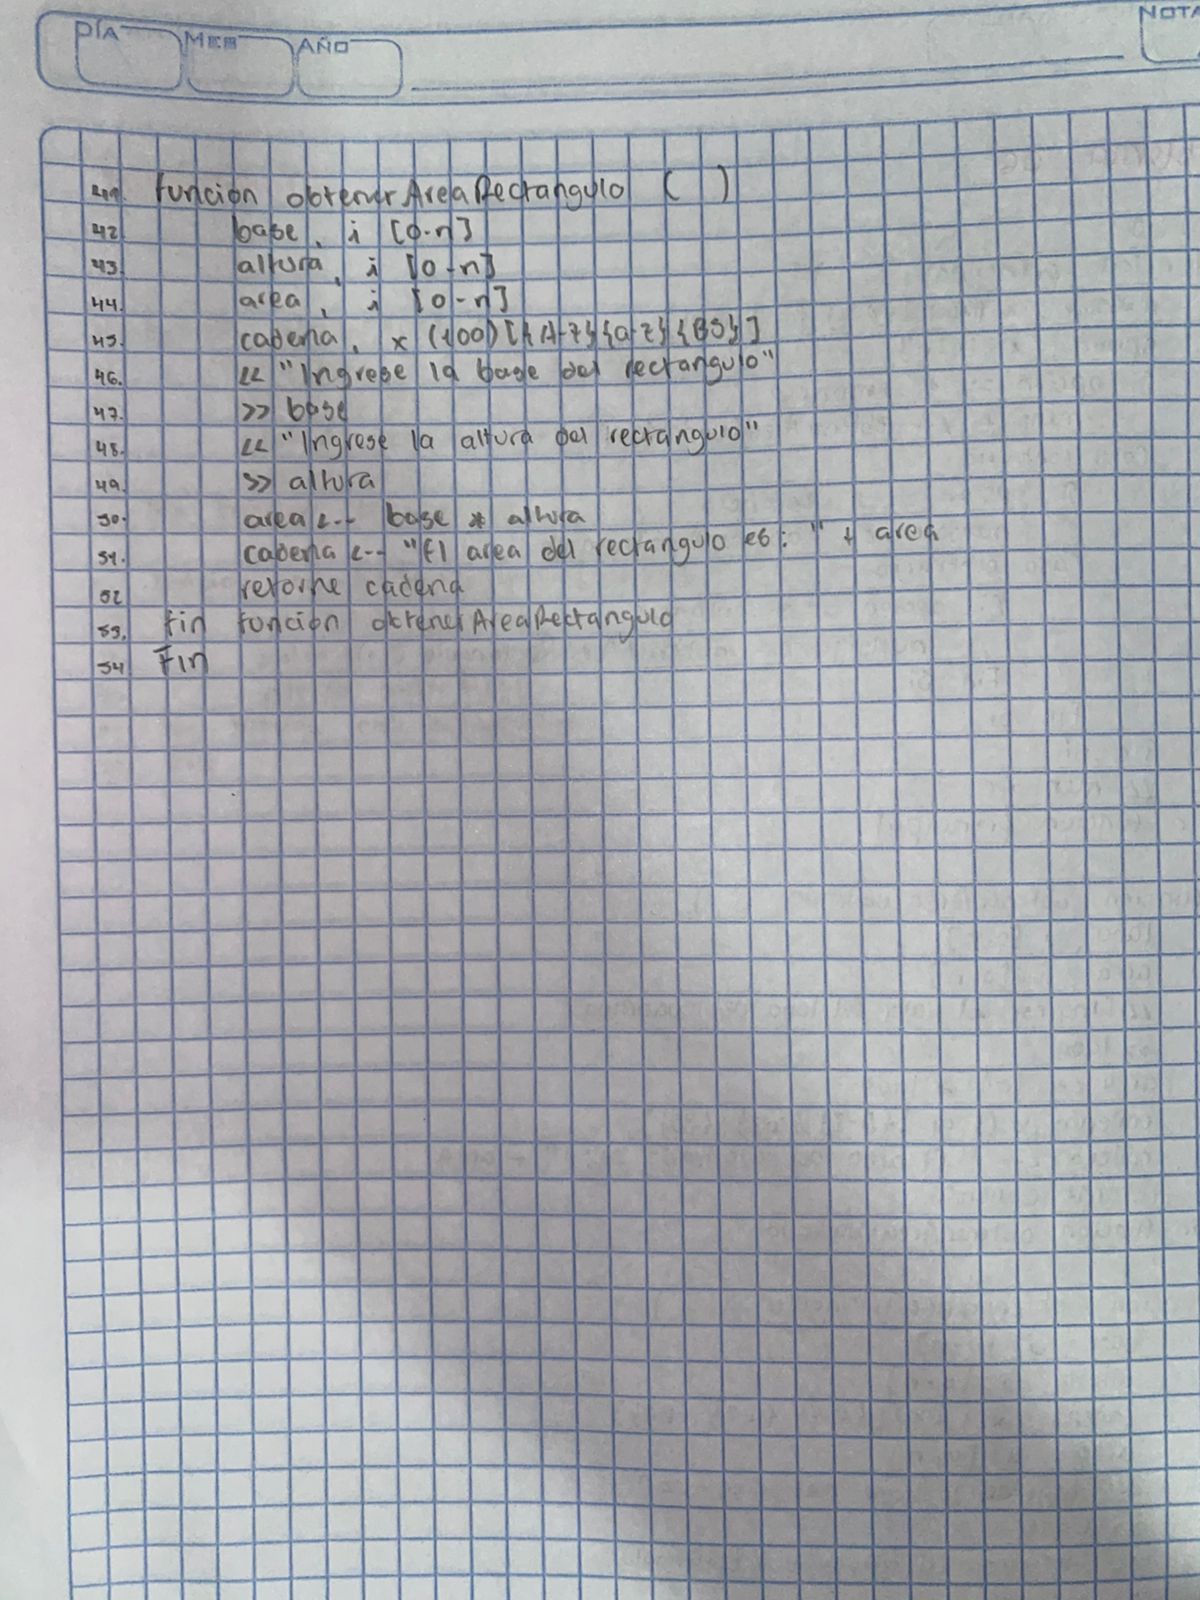 DÍA MES AÑO NOTA
41. funcion obtenerAreaRectangulo ( )
42 base, i [0-n]
43. altura, i [0-n]
44. area, i [0-n]
45. cadena, x (100) [{A-z}{a-z}{BS}]
46. << "Ingrese la base del rectangulo"
47. >> base
48. << "Ingrese la altura del rectangulo"
49. >> altura
50. area <-- base * altura
51. cadena <-- "El area del rectangulo es: " + area
52 retorne cadena
53. fin funcion obtenerAreaRectangulo
54 Fin